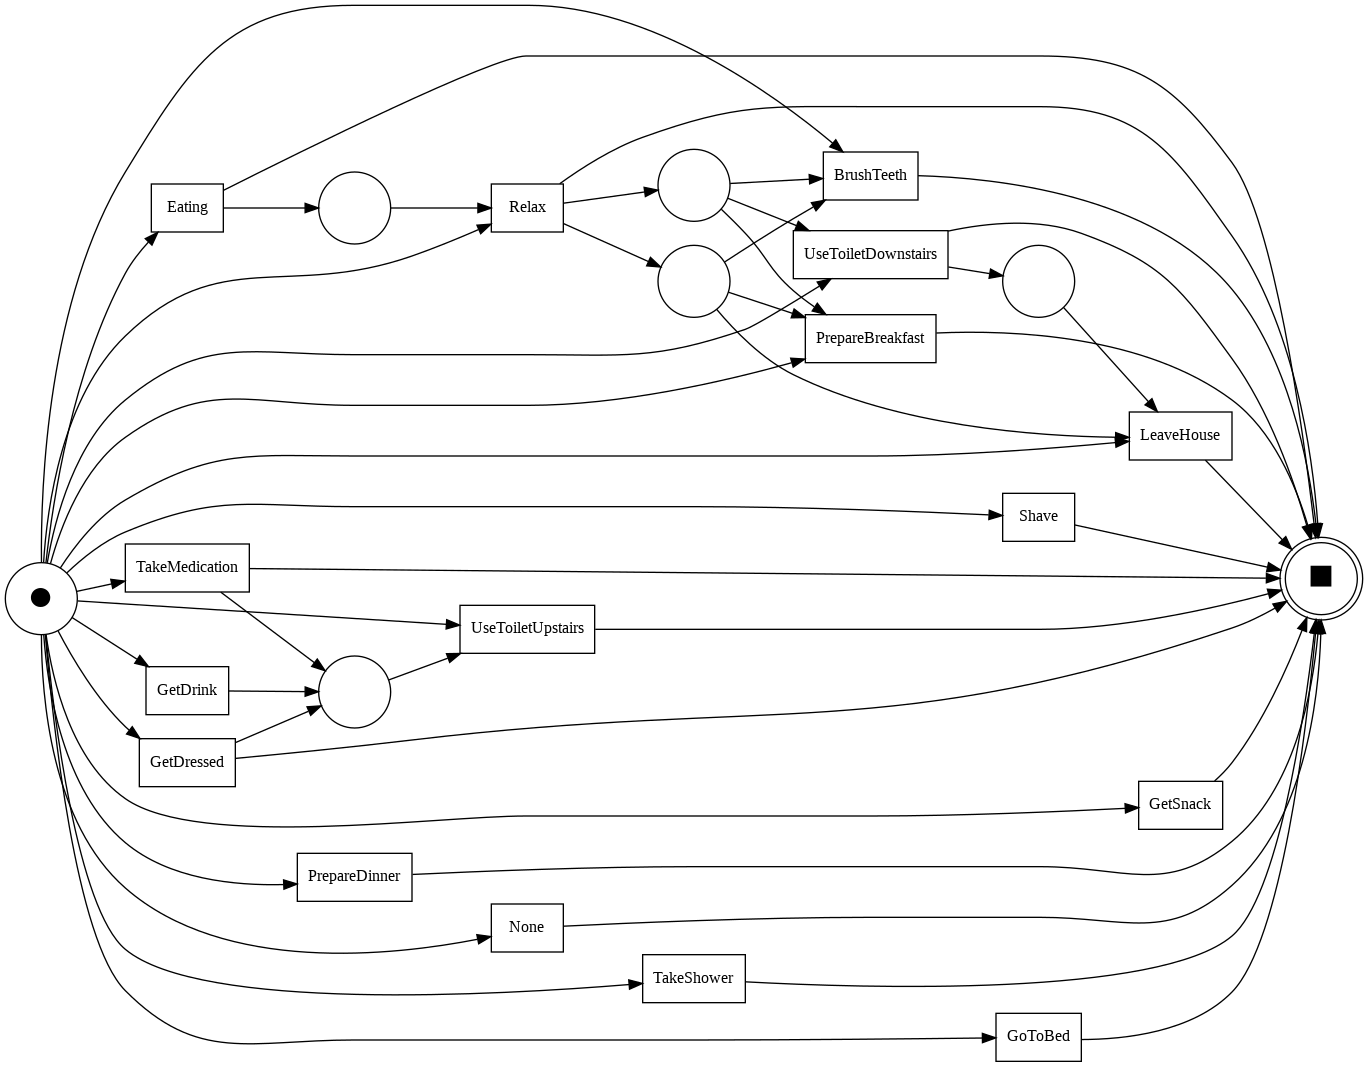 BrushTeeth
Eating
Relax
UseToiletDownstairs
PrepareBreakfast
LeaveHouse
Shave
TakeMedication
UseToiletUpstairs
GetDrink
GetDressed
GetSnack
PrepareDinner
None
TakeShower
GoToBed